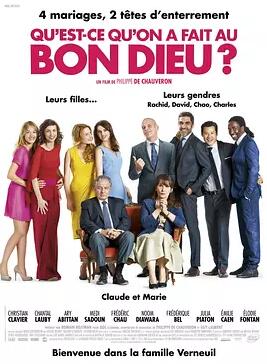 4 mariages, 2 têtes d'enterrement
QU'EST-CE QU'ON A FAIT AU
BON DIEU ?
UN FILM DE PHILIPPE DE CHAUVERON
Leurs filles...
Leurs gendres
Rachid, David, Chao, Charles
Claude et Marie
CHRISTIAN CLAVIER
CHANTAL LAUBY
ARY ABITTAN
MEDI SADOUN
FRÉDÉRIC CHAU
NOOM DIAWARA
FRÉDÉRIQUE BEL
JULIA PIATON
ÉMILIE CAEN
ÉLODIE FONTAN
Bienvenue dans la famille Verneuil